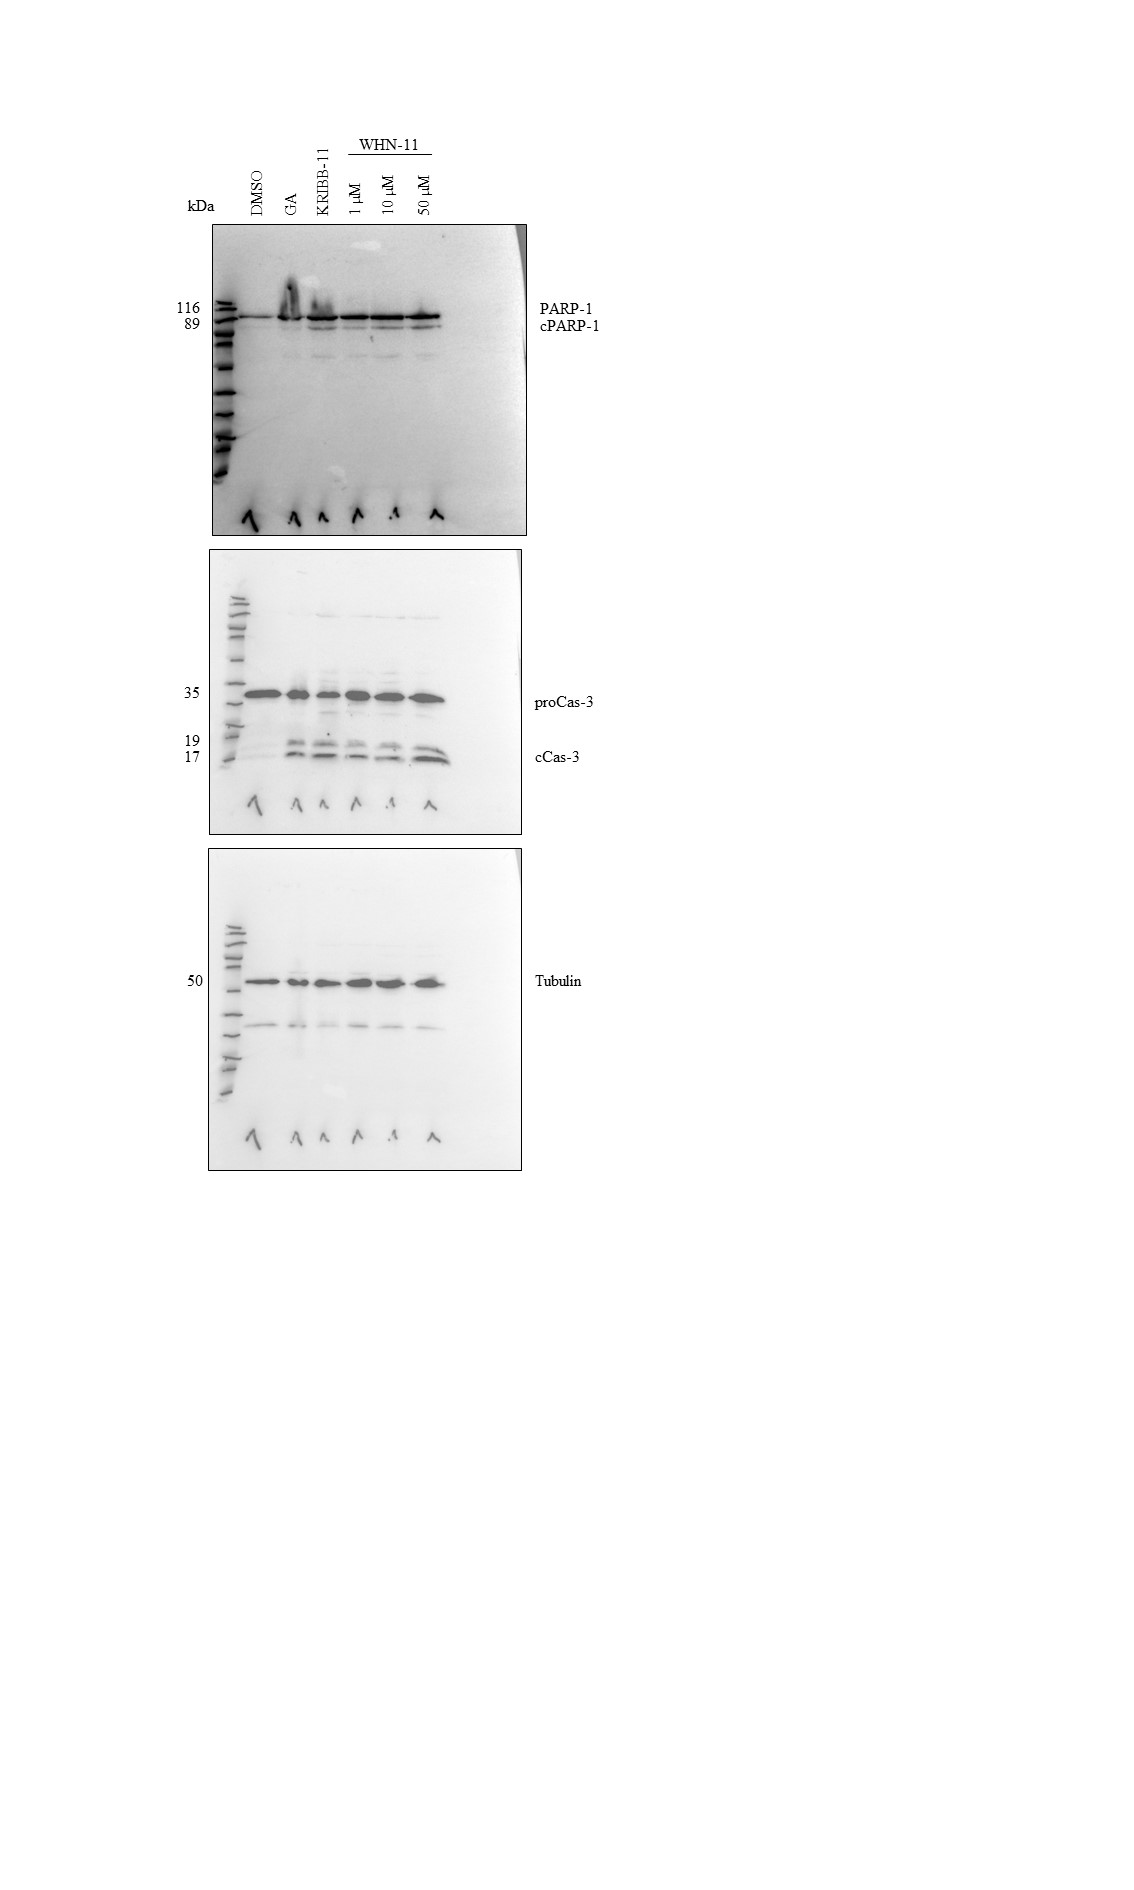 WHN-11
kDa
DMSO
GA
KRIBB-11
1 µM
10 µM
50 µM
116
89
PARP-1
cPARP-1
35
19
17
proCas-3
cCas-3
50
Tubulin